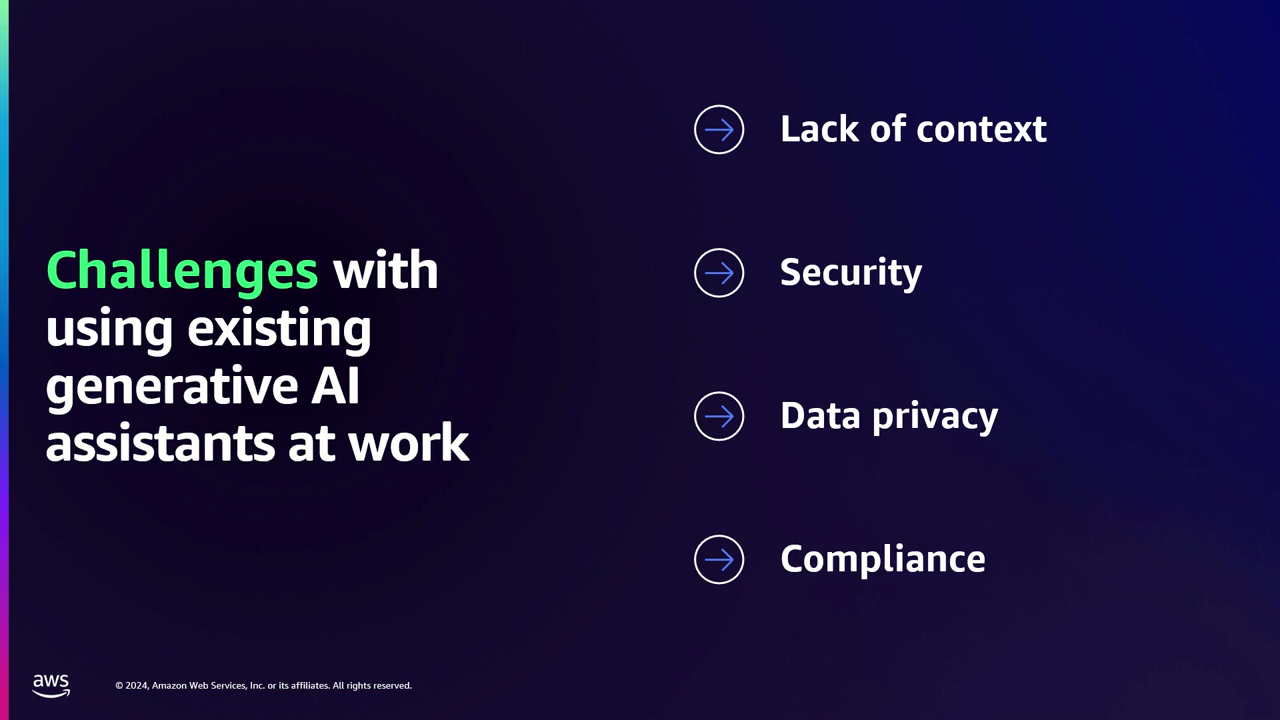 Challenges with
using existing
generative AI
assistants at work
Lack of context
Security
Data privacy
Compliance
aws
© 2024, Amazon Web Services, Inc. or its affiliates. All rights reserved.